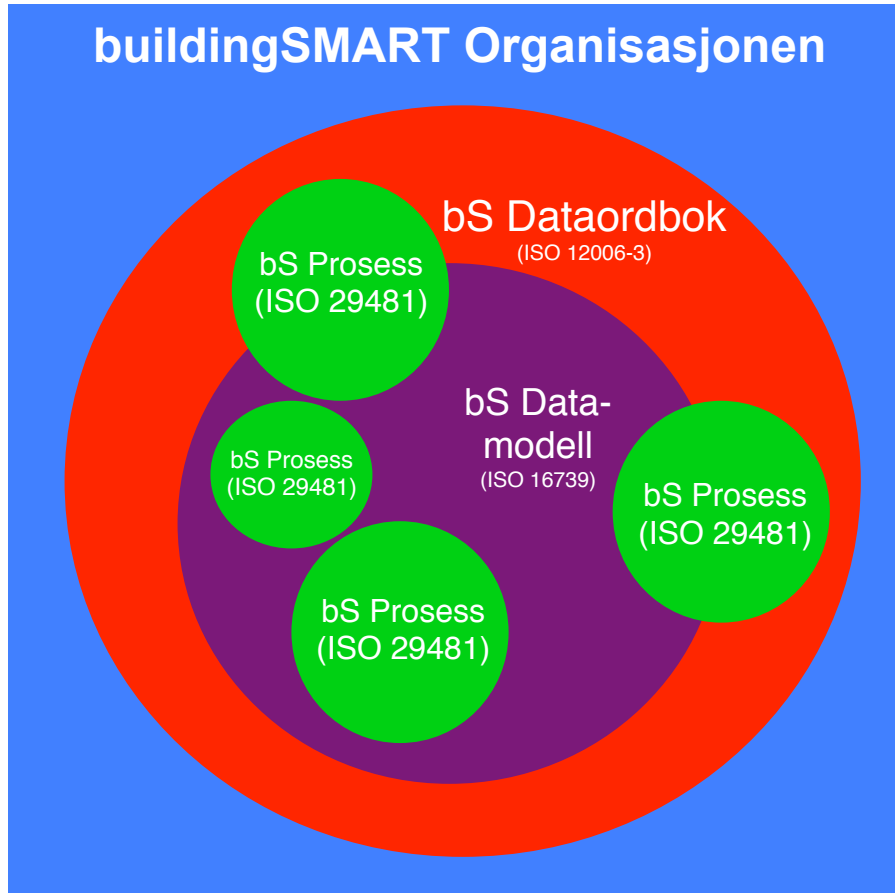 buildingSMART Organisasjonen
bS Dataordbok
(ISO 12006-3)
bS Prosess
(ISO 29481)
bS Data-
modell
(ISO 16739)
bS Prosess
(ISO 29481)
bS Prosess
(ISO 29481)
bS Prosess
(ISO 29481)